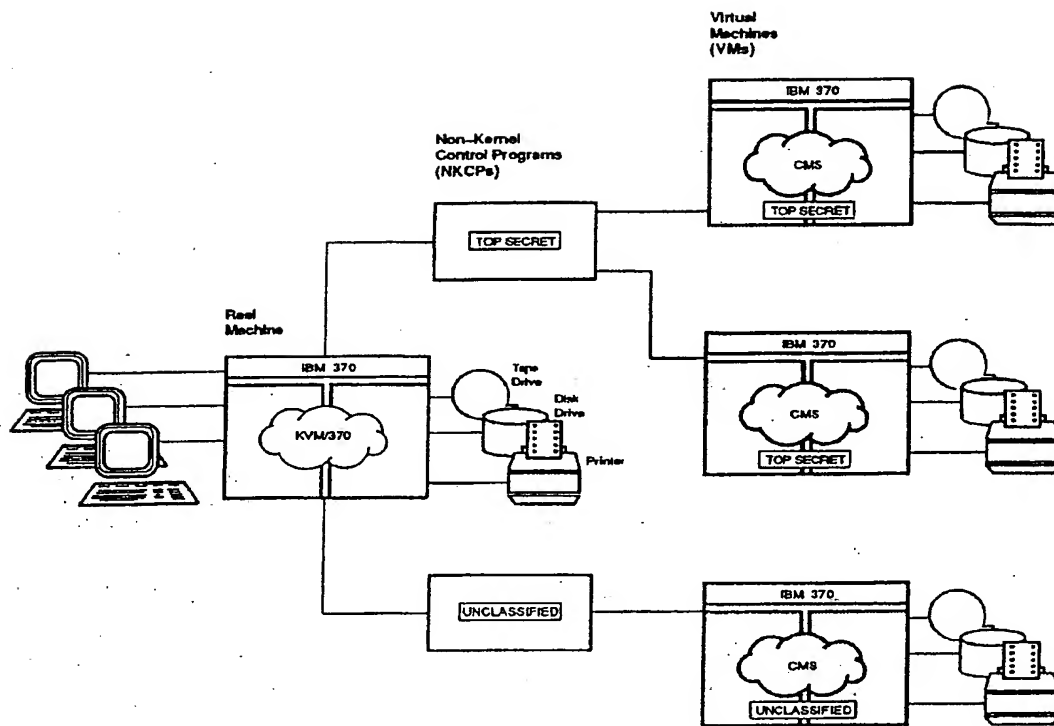 Virtual
Machines
(VMs)
IBM 370
CMS
TOP SECRET
Non-Kernel
Control Programs
(NKCPs)
TOP SECRET
Real
Machine
IBM 370
KVM/370
Tape
Drive
Disk
Drive
Printer
IBM 370
CMS
TOP SECRET
UNCLASSIFIED
IBM 370
CMS
UNCLASSIFIED